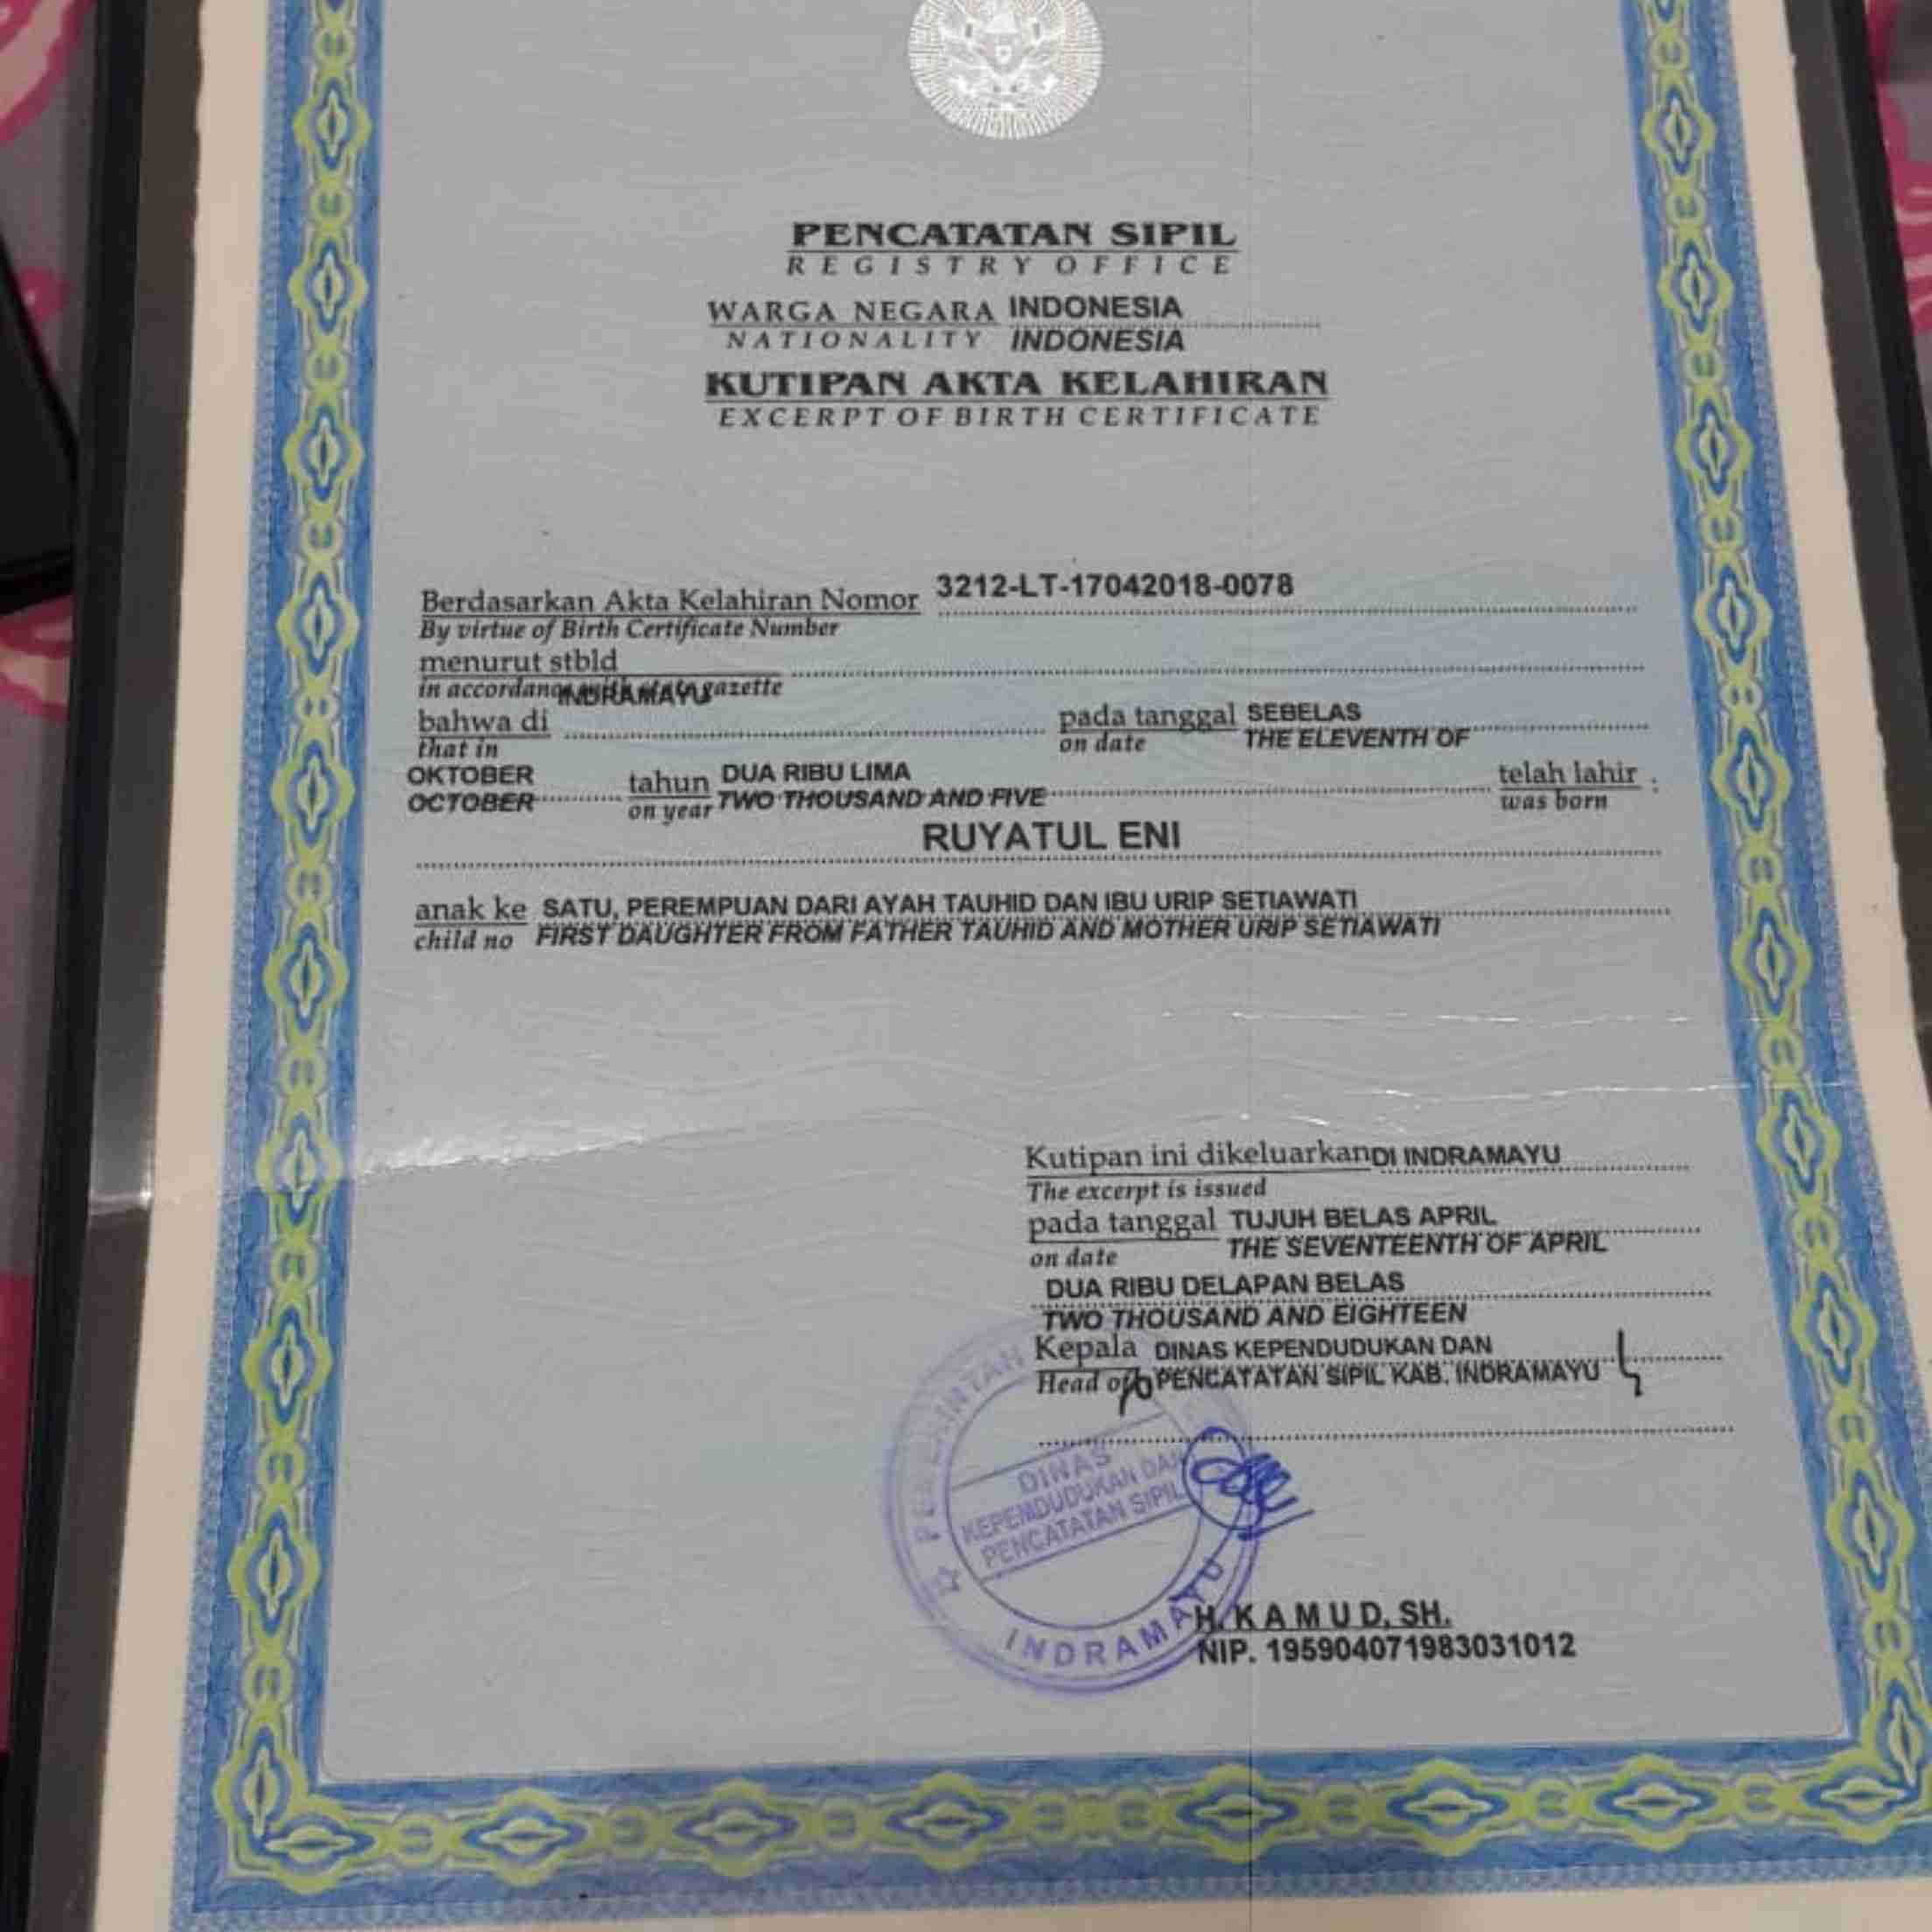 PENCATATAN SIPIL
REGISTRY OFFICE
WARGA NEGARA INDONESIA
NATIONALITY INDONESIA
KUTIPAN AKTA KELAHIRAN
EXCERPT OF BIRTH CERTIFICATE
Berdasarkan Akta Kelahiran Nomor 3212-LT-17042018-0078
By virtue of Birth Certificate Number
menurut stbld
in accordance with state gazette
INDRAMAYU
bahwa di pada tanggal SEBELAS
that in on date THE ELEVENTH OF
OKTOBER tahun DUA RIBU LIMA telah lahir
OCTOBER on year TWO THOUSAND AND FIVE was born
RUYATUL ENI
anak ke SATU, PEREMPUAN DARI AYAH TAUHID DAN IBU URIP SETIAWATI
child no FIRST DAUGHTER FROM FATHER TAUHID AND MOTHER URIP SETIAWATI
Kutipan ini dikeluarkan DI INDRAMAYU
The excerpt is issued
pada tanggal TUJUH BELAS APRIL
on date THE SEVENTEENTH OF APRIL
DUA RIBU DELAPAN BELAS
TWO THOUSAND AND EIGHTEEN
Kepala DINAS KEPENDUDUKAN DAN
Head of PENCATATAN SIPIL KAB. INDRAMAYU
PEMERINTAH
DINAS
KEPENDUDUKAN DAN
PENCATATAN SIPIL
INDRAMAYU
H. K A M U D, SH.
NIP. 195904071983031012